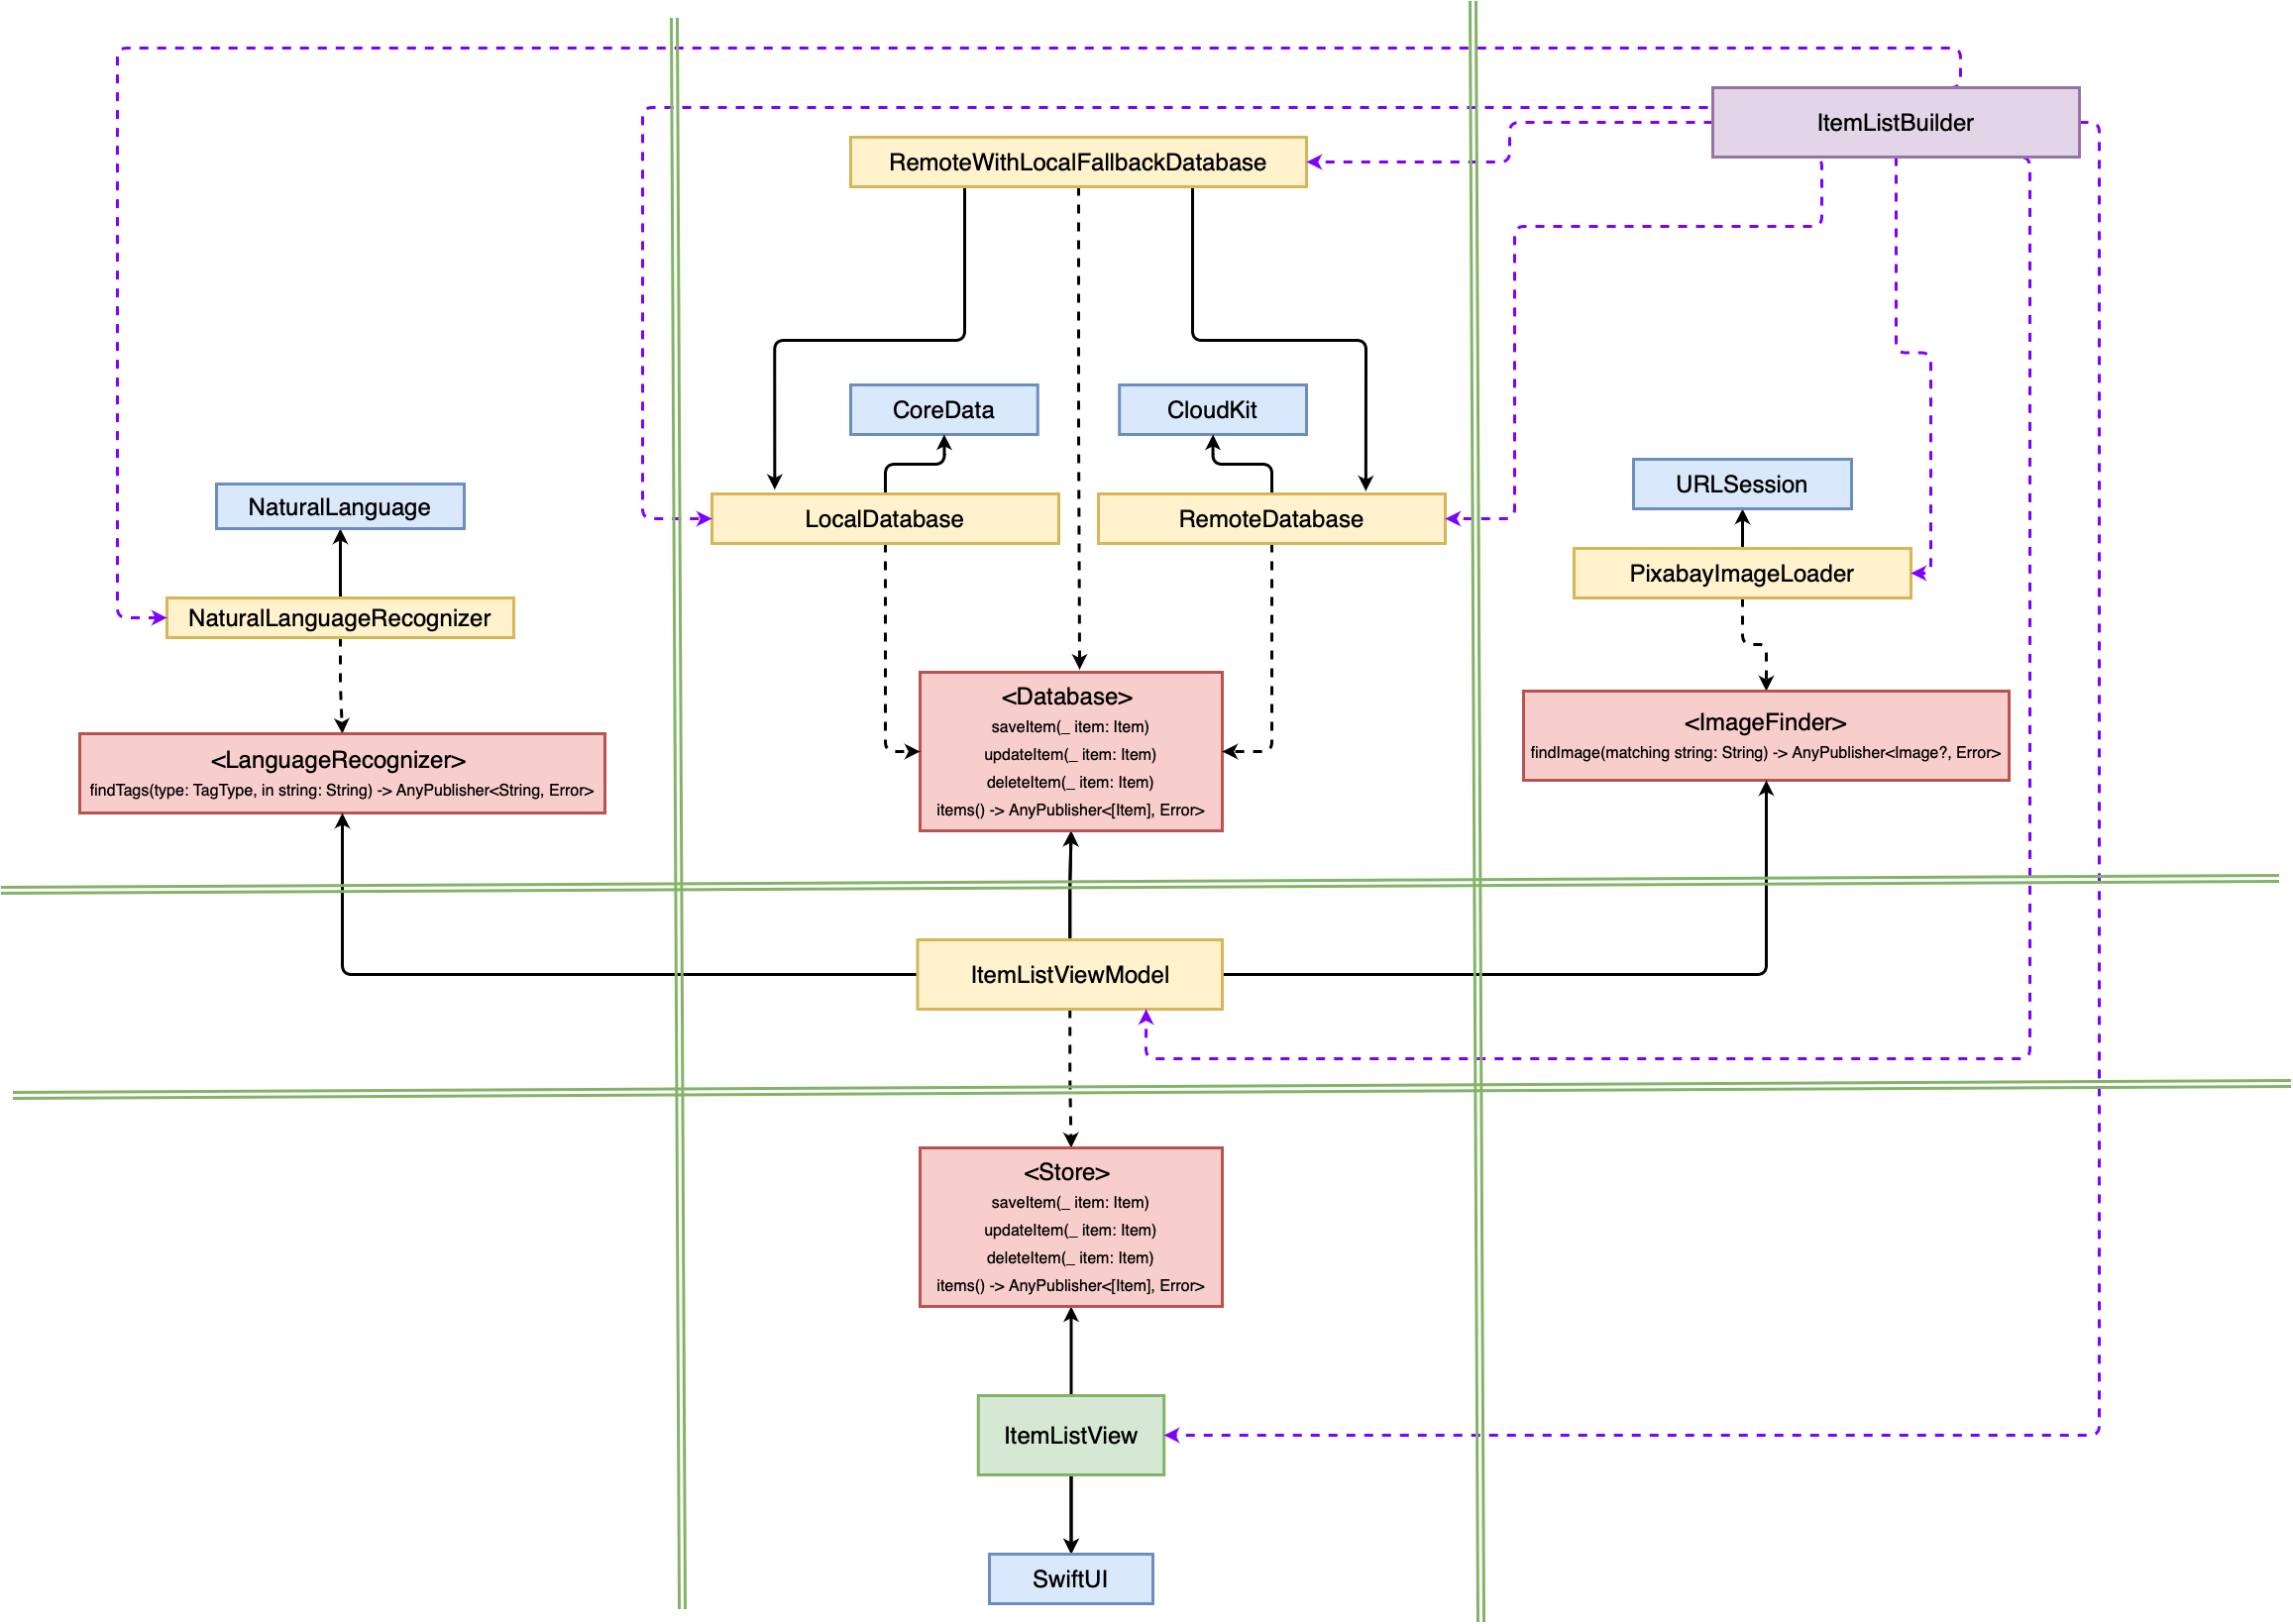 ItemListBuilder
RemoteWithLocalFallbackDatabase
CoreData
CloudKit
URLSession
NaturalLanguage
LocalDatabase
RemoteDatabase
PixabayImageLoader
NaturalLanguageRecognizer
<Database>
saveItem(_ item: Item)
updateItem(_ item: Item)
deleteItem(_ item: Item)
items() -> AnyPublisher<[Item], Error>
<ImageFinder>
findImage(matching string: String) -> AnyPublisher<Image?, Error>
<LanguageRecognizer>
findTags(type: TagType, in string: String) -> AnyPublisher<String, Error>
ItemListViewModel
<Store>
saveItem(_ item: Item)
updateItem(_ item: Item)
deleteItem(_ item: Item)
items() -> AnyPublisher<[Item], Error>
ItemListView
SwiftUI